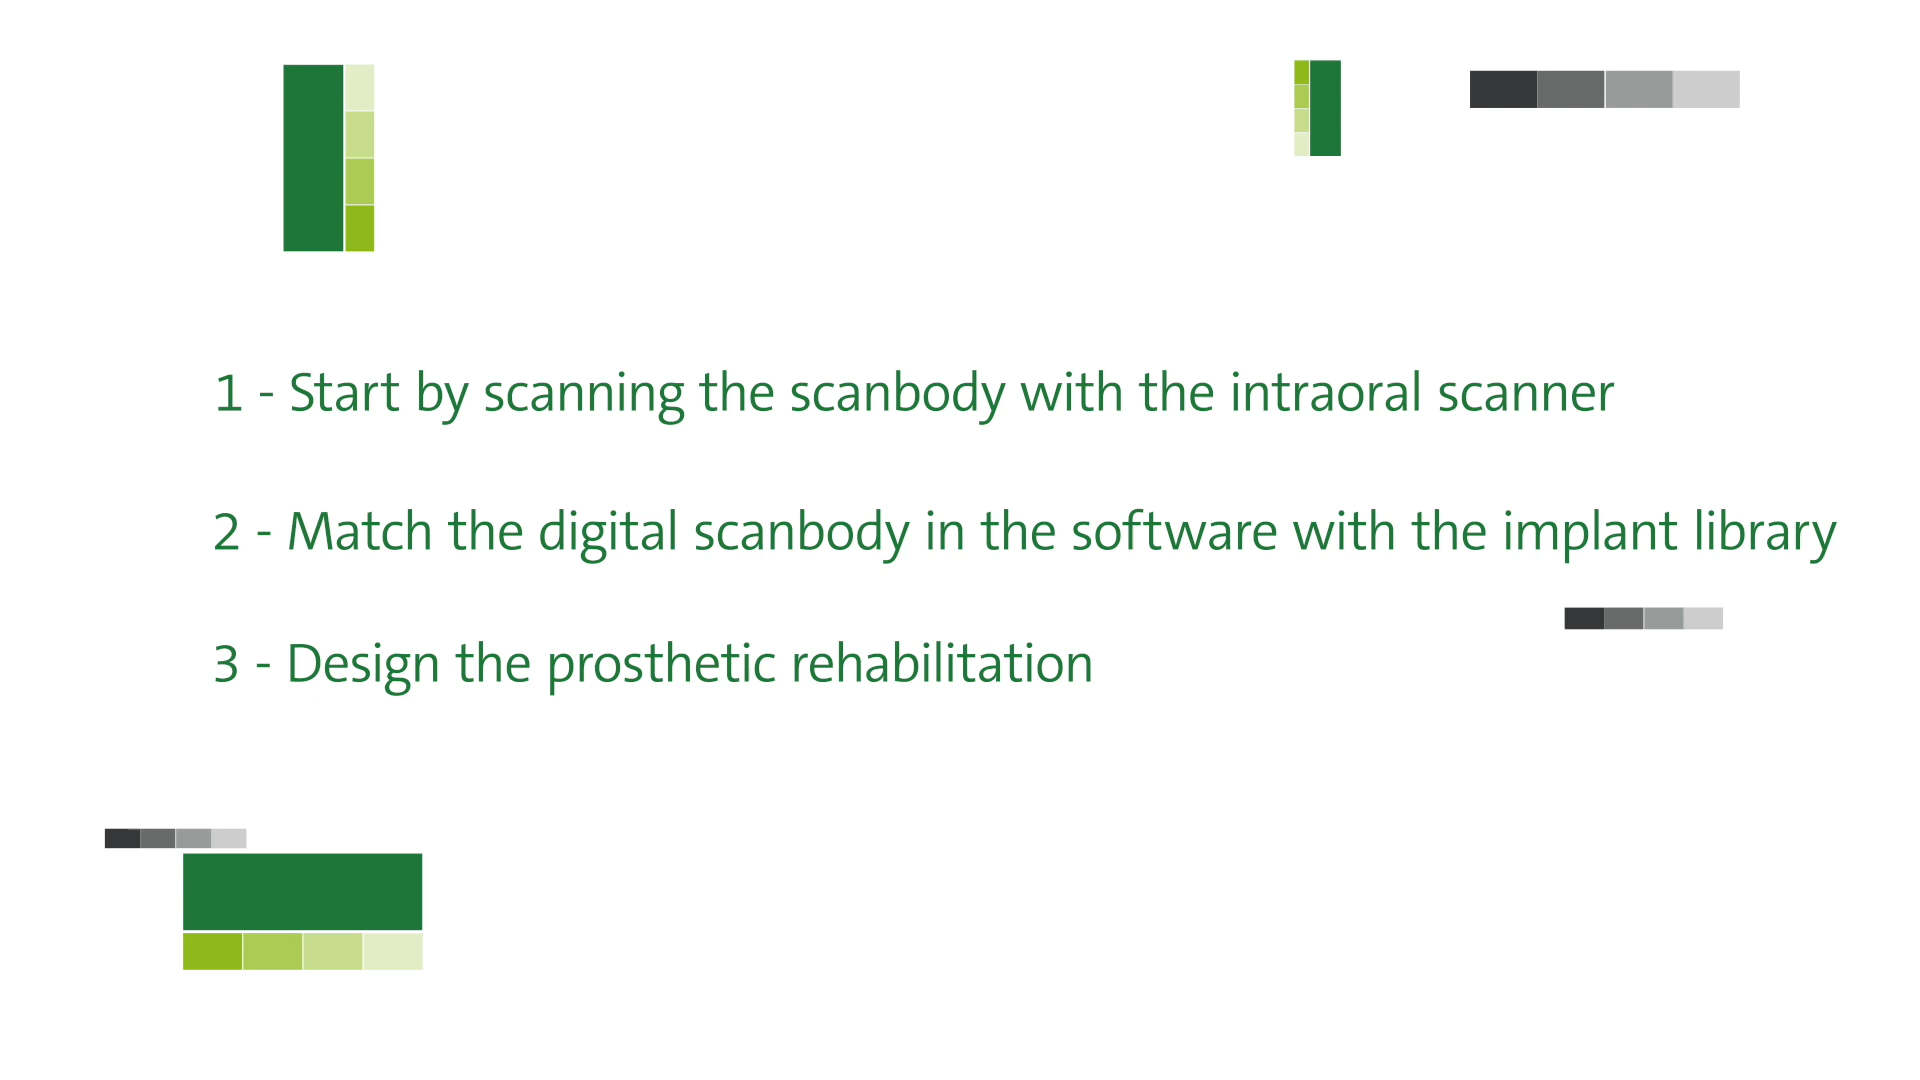 1 - Start by scanning the scanbody with the intraoral scanner
2 - Match the digital scanbody in the software with the implant library
3 - Design the prosthetic rehabilitation